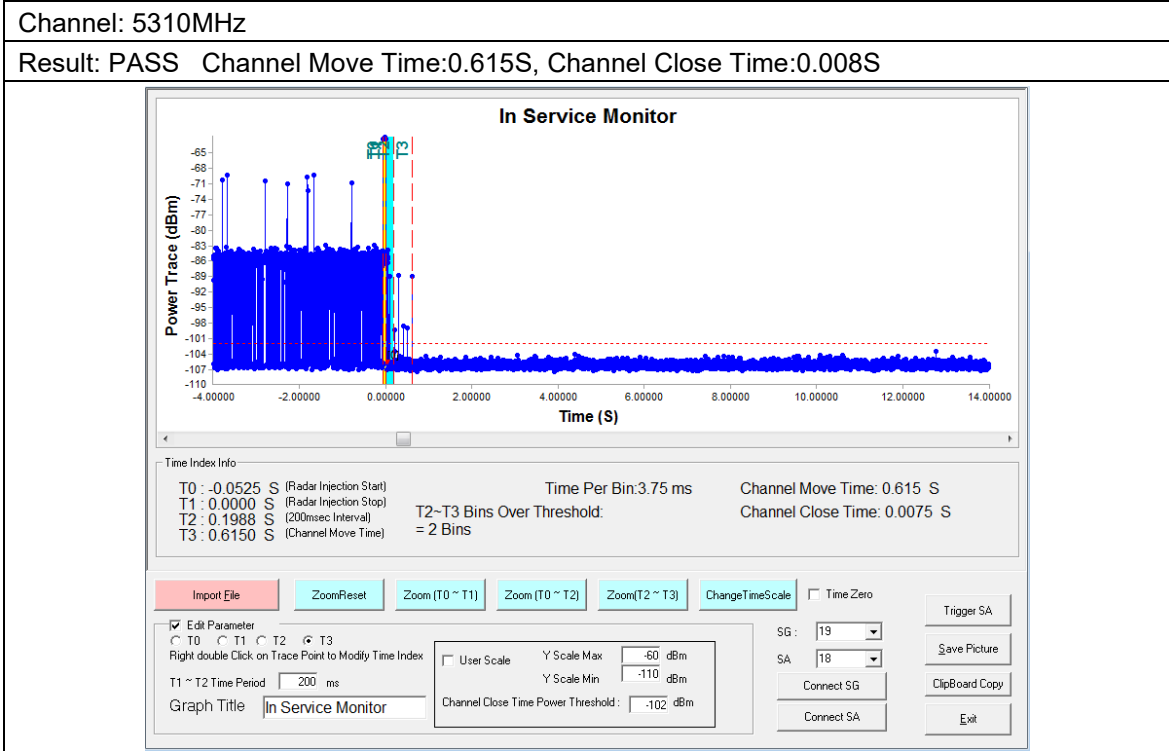 Channel: 5310MHz
Result: PASS Channel Move Time:0.615S, Channel Close Time:0.008S
In Service Monitor
T3
Power Trace (dBm)
-65
-68
-71
-74
-77
-80
-83
-86
-89
-92
-95
-98
-101
-104
-107
-110
-4.00000 -2.00000 0.00000 2.00000 4.00000 6.00000 8.00000 10.00000 12.00000 14.00000
Time (S)
Time Index Info
T0 : -0.0525 S (Radar Injection Start)
T1 : 0.0000 S (Radar Injection Stop)
T2 : 0.1988 S (200msec Interval)
T3 : 0.6150 S (Channel Move Time)
Time Per Bin:3.75 ms
T2~T3 Bins Over Threshold:
= 2 Bins
Channel Move Time: 0.615 S
Channel Close Time: 0.0075 S
Import File ZoomReset Zoom (T0 ~ T1) Zoom (T0 ~ T2) Zoom(T2 ~ T3) ChangeTimeScale Time Zero
Edit Parameter
T0 T1 T2 T3
Right double Click on Trace Point to Modify Time Index
T1 ~ T2 Time Period 200 ms
Graph Title In Service Monitor
User Scale Y Scale Max -60 dBm
Y Scale Min -110 dBm
Channel Close Time Power Threshold : -102 dBm
SG : 19
SA 18
Connect SG
Connect SA
Trigger SA
Save Picture
ClipBoard Copy
Exit